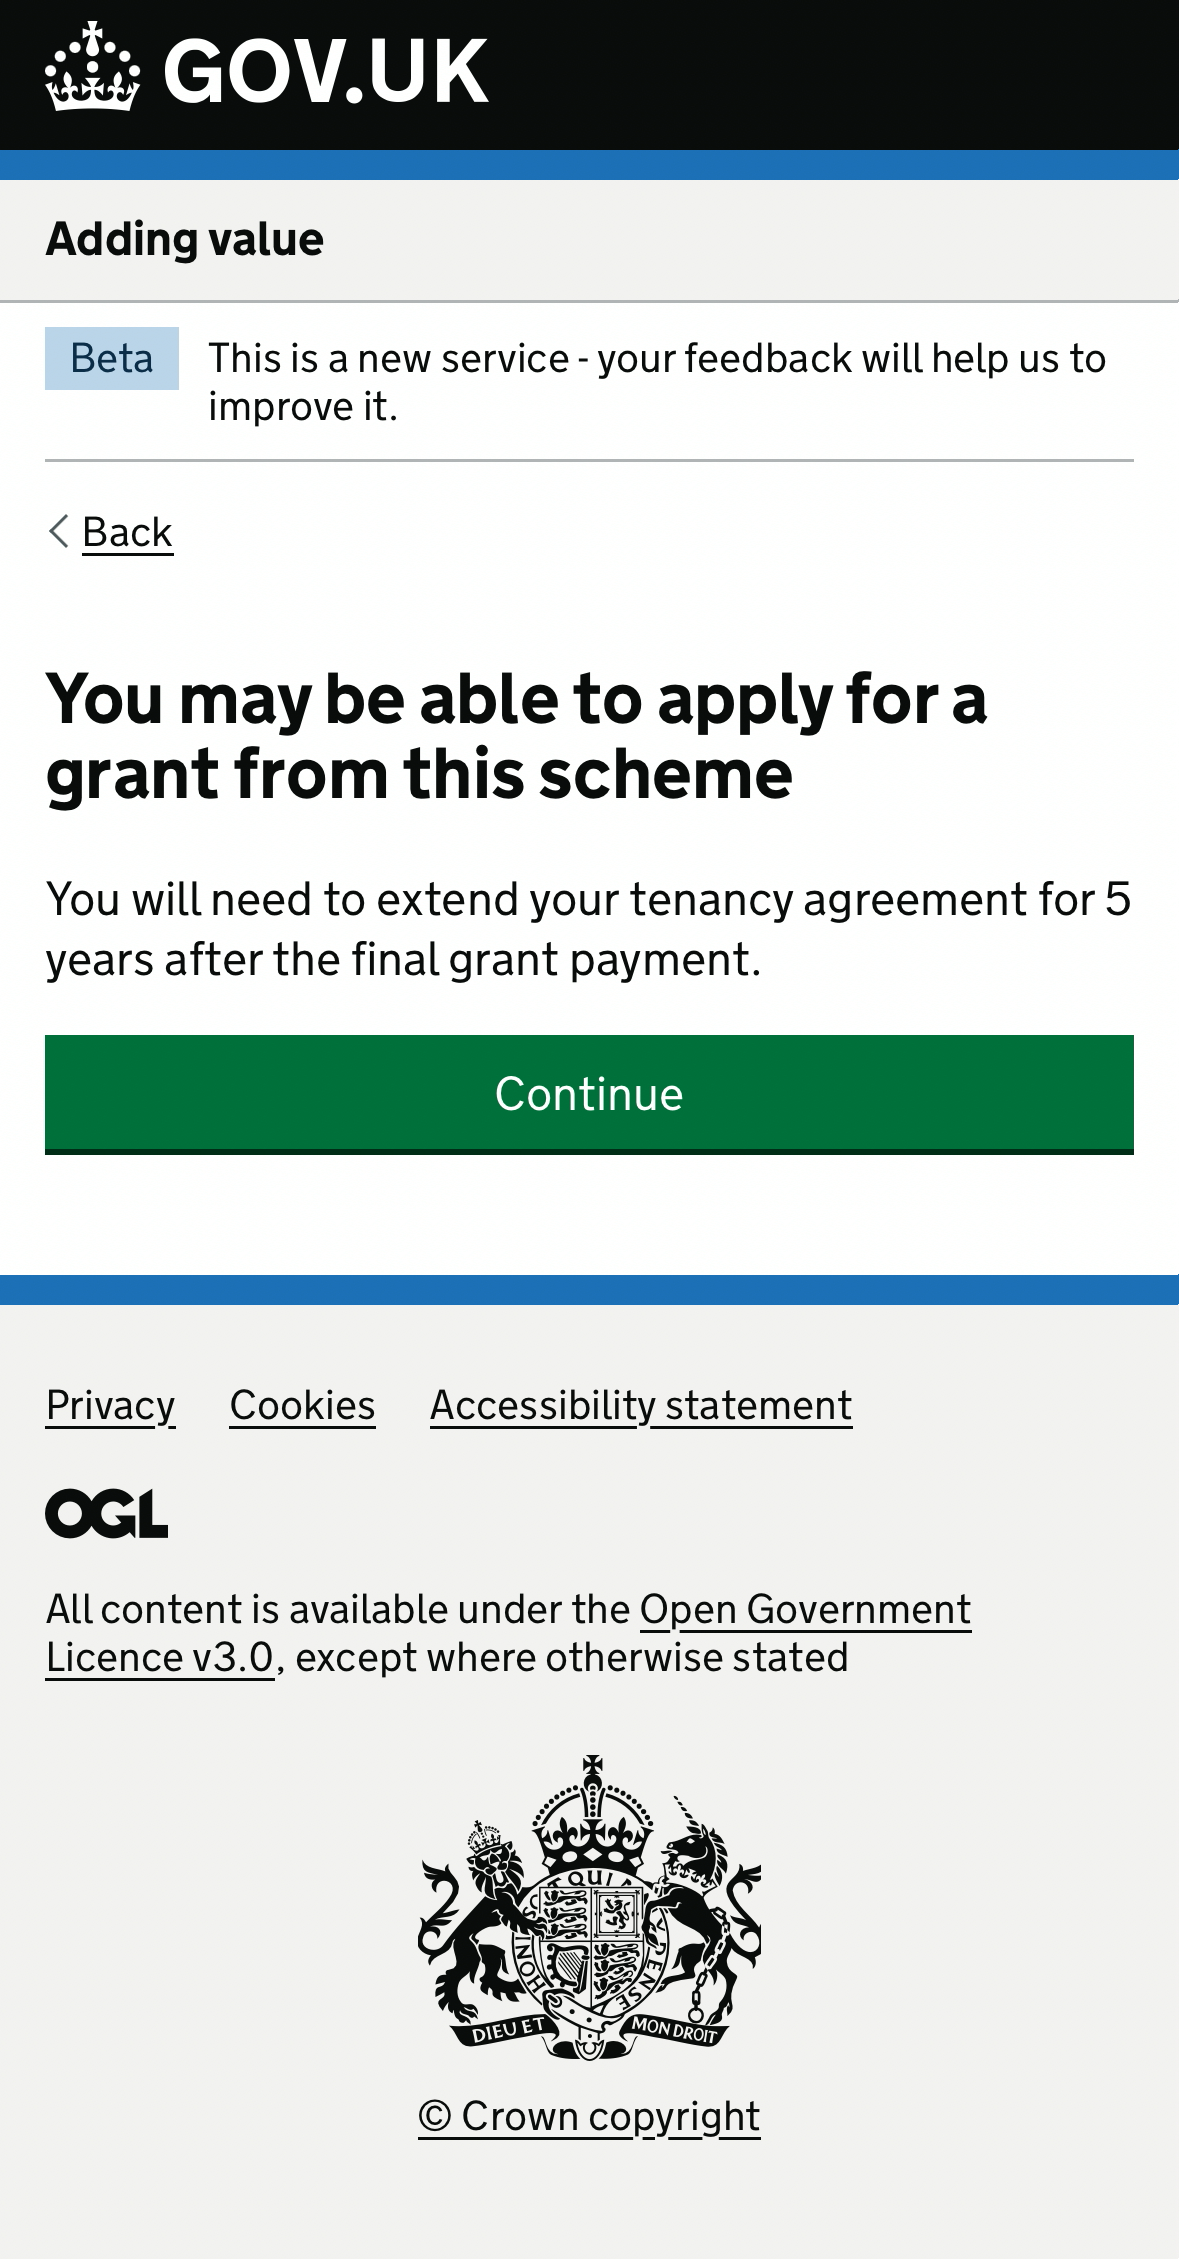 GOV.UK
Adding value
Beta
This is a new service - your feedback will help us to
improve it.
Back
You may be able to apply for a
grant from this scheme
You will need to extend your tenancy agreement for 5
years after the final grant payment.
Continue
Privacy Cookies Accessibility statement
OGL
All content is available under the Open Government
Licence v3.0, except where otherwise stated
DIEU ET MON DROIT
© Crown copyright